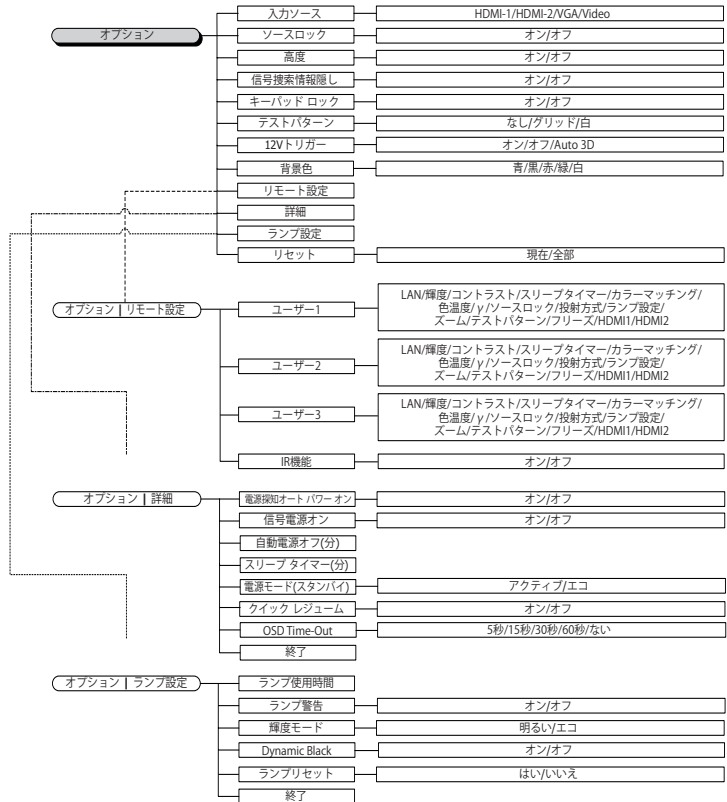 入力ソース
HDMI-1/HDMI-2/VGA/Video
オプション
ソースロック
オン/オフ
高度
オン/オフ
信号捜索情報隠し
オン/オフ
キーパッド ロック
オン/オフ
テストパターン
なし/グリッド/白
12Vトリガー
オン/オフ/Auto 3D
背景色
青/黒/赤/緑/白
リモート設定
詳細
ランプ設定
リセット
現在/全部
オプション | リモート設定
ユーザー1
LAN/輝度/コントラスト/スリープタイマー/カラーマッチング/
色温度/γ/ソースロック/投射方式/ランプ設定/
ズーム/テストパターン/フリーズ/HDMI1/HDMI2
ユーザー2
LAN/輝度/コントラスト/スリープタイマー/カラーマッチング/
色温度/γ/ソースロック/投射方式/ランプ設定/
ズーム/テストパターン/フリーズ/HDMI1/HDMI2
ユーザー3
LAN/輝度/コントラスト/スリープタイマー/カラーマッチング/
色温度/γ/ソースロック/投射方式/ランプ設定/
ズーム/テストパターン/フリーズ/HDMI1/HDMI2
IR機能
オン/オフ
オプション | 詳細
電源探知オート パワー オン
オン/オフ
信号電源オン
オン/オフ
自動電源オフ(分)
スリープ タイマー(分)
電源モード(スタンバイ)
アクティブ/エコ
クイック レジューム
オン/オフ
OSD Time-Out
5秒/15秒/30秒/60秒/ない
終了
オプション | ランプ設定
ランプ使用時間
ランプ警告
オン/オフ
輝度モード
明るい/エコ
Dynamic Black
オン/オフ
ランプリセット
はい/いいえ
終了